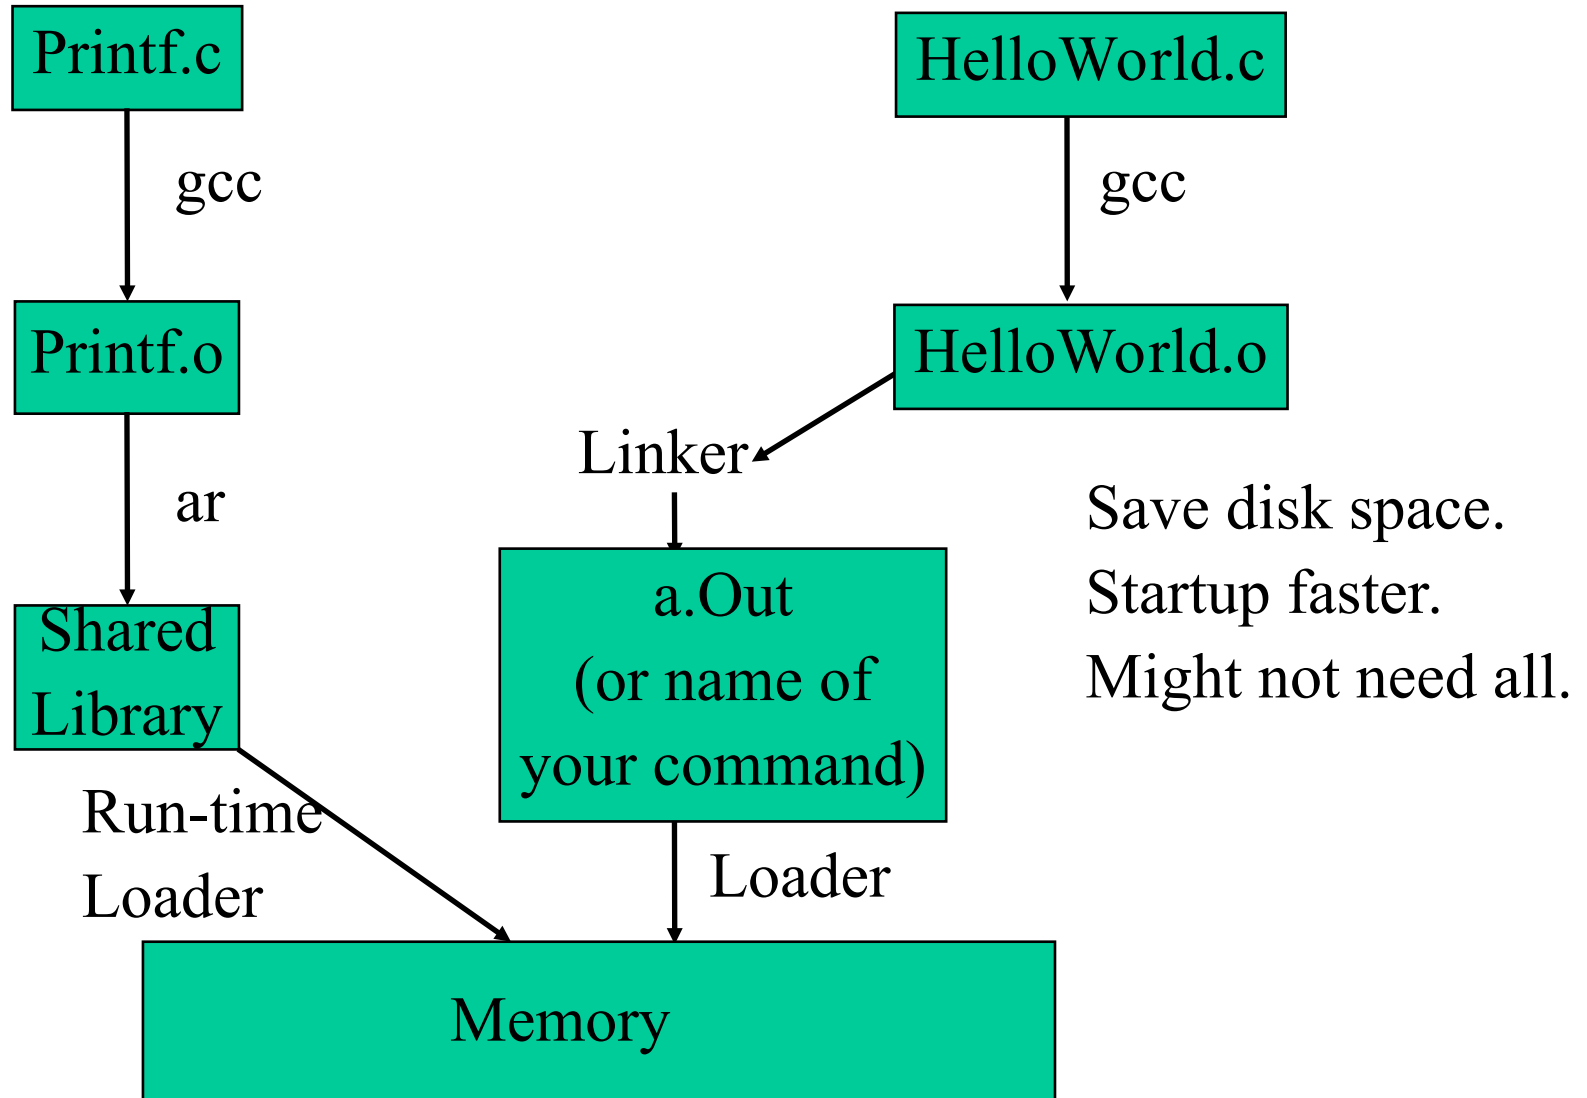 Printf.c
HelloWorld.c
gcc
gcc
Printf.o
HelloWorld.o
Linker
ar
Save disk space.
Startup faster.
Might not need all.
Shared
Library
a.Out
(or name of
your command)
Run-time
Loader
Loader
Memory